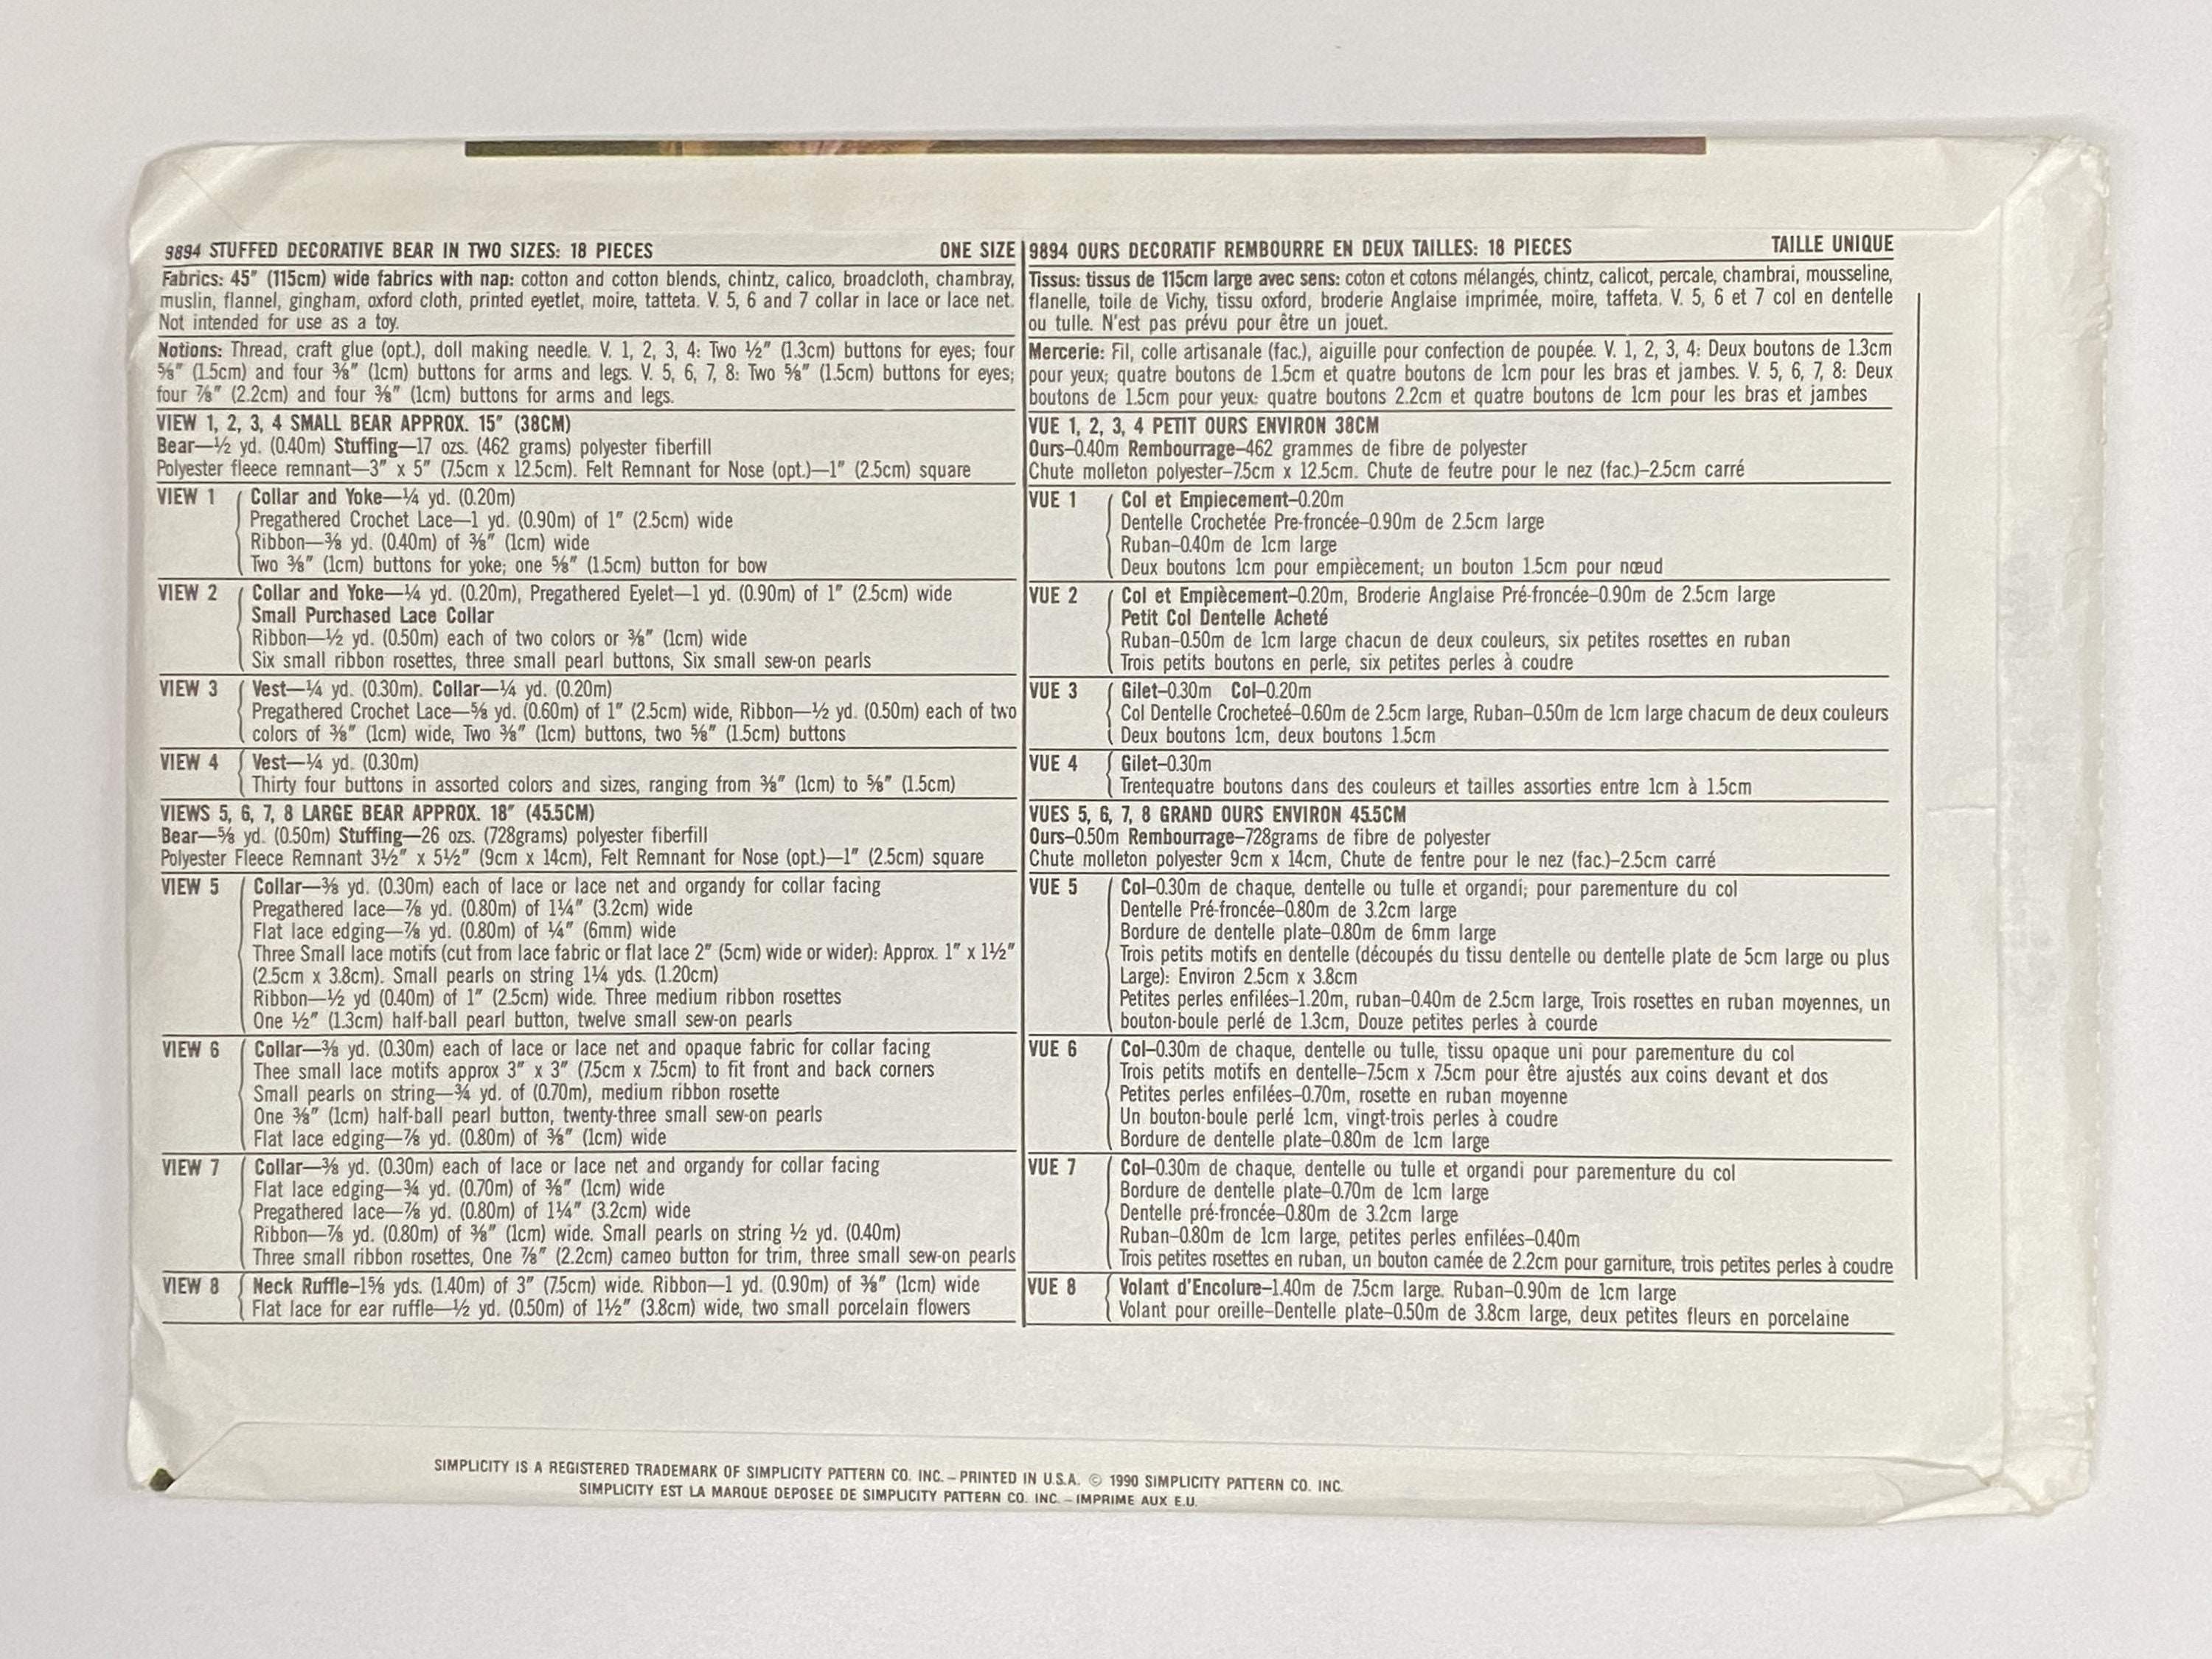 9894 STUFFED DECORATIVE BEAR IN TWO SIZES: 18 PIECES ONE SIZE
Fabrics: 45" (115cm) wide fabrics with nap: cotton and cotton blends, chintz, calico, broadcloth, chambray,
muslin, flannel, gingham, oxford cloth, printed eyetlet, moire, tatteta. V. 5, 6 and 7 collar in lace or lace net.
Not intended for use as a toy.
Notions: Thread, craft glue (opt.), doll making needle. V. 1, 2, 3, 4: Two ½" (1.3cm) buttons for eyes; four
⅝" (1.5cm) and four ⅜" (1cm) buttons for arms and legs. V. 5, 6, 7, 8: Two ⅝" (1.5cm) buttons for eyes;
four ⅞" (2.2cm) and four ⅜" (1cm) buttons for arms and legs.
VIEW 1, 2, 3, 4 SMALL BEAR APPROX. 15" (38CM)
Bear—½ yd. (0.40m) Stuffing—17 ozs. (462 grams) polyester fiberfill
Polyester fleece remnant—3" x 5" (7.5cm x 12.5cm). Felt Remnant for Nose (opt.)—1" (2.5cm) square
VIEW 1 Collar and Yoke—¼ yd. (0.20m)
Pregathered Crochet Lace—1 yd. (0.90m) of 1" (2.5cm) wide
Ribbon—⅜ yd. (0.40m) of ⅜" (1cm) wide
Two ⅜" (1cm) buttons for yoke; one ⅝" (1.5cm) button for bow
VIEW 2 Collar and Yoke—¼ yd. (0.20m), Pregathered Eyelet—1 yd. (0.90m) of 1" (2.5cm) wide
Small Purchased Lace Collar
Ribbon—½ yd. (0.50m) each of two colors or ⅜" (1cm) wide
Six small ribbon rosettes, three small pearl buttons, Six small sew-on pearls
VIEW 3 Vest—¼ yd. (0.30m). Collar—¼ yd. (0.20m)
Pregathered Crochet Lace—⅝ yd. (0.60m) of 1" (2.5cm) wide, Ribbon—½ yd. (0.50m) each of two
colors of ⅜" (1cm) wide, Two ⅜" (1cm) buttons, two ⅝" (1.5cm) buttons
VIEW 4 Vest—¼ yd. (0.30m)
Thirty four buttons in assorted colors and sizes, ranging from ⅜" (1cm) to ⅝" (1.5cm)
VIEWS 5, 6, 7, 8 LARGE BEAR APPROX. 18" (45.5CM)
Bear—⅝ yd. (0.50m) Stuffing—26 ozs. (728grams) polyester fiberfill
Polyester Fleece Remnant 3½" x 5½" (9cm x 14cm), Felt Remnant for Nose (opt.)—1" (2.5cm) square
VIEW 5 Collar—⅜ yd. (0.30m) each of lace or lace net and organdy for collar facing
Pregathered lace—⅞ yd. (0.80m) of 1¼" (3.2cm) wide
Flat lace edging—⅞ yd. (0.80m) of ¼" (6mm) wide
Three Small lace motifs (cut from lace fabric or flat lace 2" (5cm) wide or wider): Approx. 1" x 1½"
(2.5cm x 3.8cm). Small pearls on string 1¼ yds. (1.20cm)
Ribbon—½ yd (0.40m) of 1" (2.5cm) wide. Three medium ribbon rosettes
One ½" (1.3cm) half-ball pearl button, twelve small sew-on pearls
VIEW 6 Collar—⅜ yd. (0.30m) each of lace or lace net and opaque fabric for collar facing
Thee small lace motifs approx 3" x 3" (7.5cm x 7.5cm) to fit front and back corners
Small pearls on string—¾ yd. of (0.70m), medium ribbon rosette
One ⅜" (1cm) half-ball pearl button, twenty-three small sew-on pearls
Flat lace edging—⅞ yd. (0.80m) of ⅜" (1cm) wide
VIEW 7 Collar—⅜ yd. (0.30m) each of lace or lace net and organdy for collar facing
Flat lace edging—¾ yd. (0.70m) of ⅜" (1cm) wide
Pregathered lace—⅞ yd. (0.80m) of 1¼" (3.2cm) wide
Ribbon—⅞ yd. (0.80m) of ⅜" (1cm) wide. Small pearls on string ½ yd. (0.40m)
Three small ribbon rosettes, One ⅞" (2.2cm) cameo button for trim, three small sew-on pearls
VIEW 8 Neck Ruffle–1⅝ yds. (1.40m) of 3" (7.5cm) wide. Ribbon—1 yd. (0.90m) of ⅜" (1cm) wide
Flat lace for ear ruffle—½ yd. (0.50m) of 1½" (3.8cm) wide, two small porcelain flowers
9894 OURS DECORATIF REMBOURRE EN DEUX TAILLES: 18 PIECES TAILLE UNIQUE
Tissus: tissus de 115cm large avec sens: coton et cotons mélangés, chintz, calicot, percale, chambrai, mousseline,
flanelle, toile de Vichy, tissu oxford, broderie Anglaise imprimée, moire, taffeta. V. 5, 6 et 7 col en dentelle
ou tulle. N'est pas prévu pour être un jouet.
Mercerie: Fil, colle artisanale (fac.), aiguille pour confection de poupée. V. 1, 2, 3, 4: Deux boutons de 1.3cm
pour yeux; quatre boutons de 1.5cm et quatre boutons de 1cm pour les bras et jambes. V. 5, 6, 7, 8: Deux
boutons de 1.5cm pour yeux: quatre boutons 2.2cm et quatre boutons de 1cm pour les bras et jambes
VUE 1, 2, 3, 4 PETIT OURS ENVIRON 38CM
Ours–0.40m Rembourrage–462 grammes de fibre de polyester
Chute molleton polyester–7.5cm x 12.5cm. Chute de feutre pour le nez (fac.)–2.5cm carré
VUE 1 Col et Empiecement–0.20m
Dentelle Crochetée Pre-froncée–0.90m de 2.5cm large
Ruban–0.40m de 1cm large
Deux boutons 1cm pour empiècement; un bouton 1.5cm pour nœud
VUE 2 Col et Empiècement–0.20m, Broderie Anglaise Pré-froncée–0.90m de 2.5cm large
Petit Col Dentelle Acheté
Ruban–0.50m de 1cm large chacun de deux couleurs, six petites rosettes en ruban
Trois petits boutons en perle, six petites perles à coudre
VUE 3 Gilet–0.30m Col–0.20m
Col Dentelle Crocheteé–0.60m de 2.5cm large, Ruban–0.50m de 1cm large chacum de deux couleurs
Deux boutons 1cm, deux boutons 1.5cm
VUE 4 Gilet–0.30m
Trentequatre boutons dans des couleurs et tailles assorties entre 1cm à 1.5cm
VUES 5, 6, 7, 8 GRAND OURS ENVIRON 45.5CM
Ours–0.50m Rembourrage–728grams de fibre de polyester
Chute molleton polyester 9cm x 14cm, Chute de fentre pour le nez (fac.)–2.5cm carré
VUE 5 Col–0.30m de chaque, dentelle ou tulle et organdi; pour parementure du col
Dentelle Pré-froncée–0.80m de 3.2cm large
Bordure de dentelle plate–0.80m de 6mm large
Trois petits motifs en dentelle (découpés du tissu dentelle ou dentelle plate de 5cm large ou plus
Large): Environ 2.5cm x 3.8cm
Petites perles enfilées–1.20m, ruban–0.40m de 2.5cm large, Trois rosettes en ruban moyennes, un
bouton-boule perlé de 1.3cm, Douze petites perles à courde
VUE 6 Col–0.30m de chaque, dentelle ou tulle, tissu opaque uni pour parementure du col
Trois petits motifs en dentelle–7.5cm x 7.5cm pour être ajustés aux coins devant et dos
Petites perles enfilées–0.70m, rosette en ruban moyenne
Un bouton-boule perlé 1cm, vingt-trois perles à coudre
Bordure de dentelle plate–0.80m de 1cm large
VUE 7 Col–0.30m de chaque, dentelle ou tulle et organdi pour parementure du col
Bordure de dentelle plate–0.70m de 1cm large
Dentelle pré-froncée–0.80m de 3.2cm large
Ruban–0.80m de 1cm large, petites perles enfilées–0.40m
Trois petites rosettes en ruban, un bouton camée de 2.2cm pour garniture, trois petites perles à coudre
VUE 8 Volant d'Encolure–1.40m de 7.5cm large. Ruban–0.90m de 1cm large
Volant pour oreille–Dentelle plate–0.50m de 3.8cm large, deux petites fleurs en porcelaine
SIMPLICITY IS A REGISTERED TRADEMARK OF SIMPLICITY PATTERN CO. INC. – PRINTED IN U.S.A. © 1990 SIMPLICITY PATTERN CO. INC.
SIMPLICITY EST LA MARQUE DEPOSEE DE SIMPLICITY PATTERN CO. INC. – IMPRIME AUX E.U.